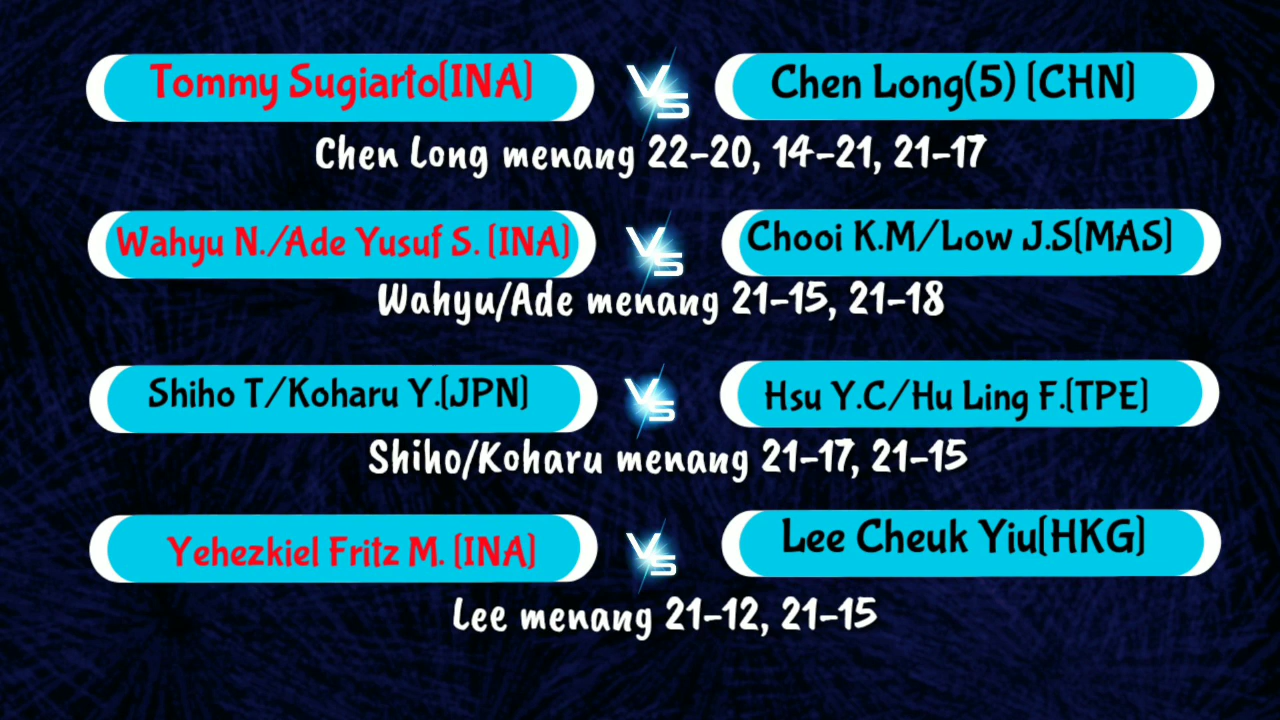 Tommy Sugiarto(INA) VS Chen Long(5) (CHN)
Chen Long menang 22-20, 14-21, 21-17
Wahyu N./Ade Yusuf S. (INA) VS Chooi K.M/Low J.S(MAS)
Wahyu/Ade menang 21-15, 21-18
Shiho T/Koharu Y.(JPN) VS Hsu Y.C/Hu Ling F.(TPE)
Shiho/Koharu menang 21-17, 21-15
Yehezkiel Fritz M. (INA) VS Lee Cheuk Yiu(HKG)
Lee menang 21-12, 21-15